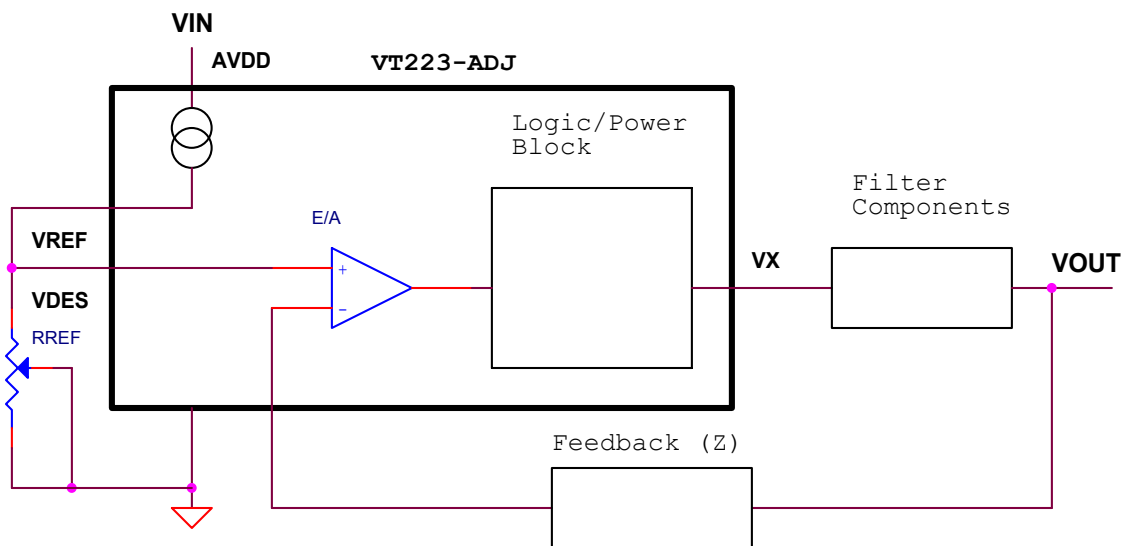 VIN
AVDD
VT223-ADJ
Logic/Power
Block
Filter
Components
E/A
VREF
+
VX
VOUT
VDES
−
RREF
Feedback (Z)